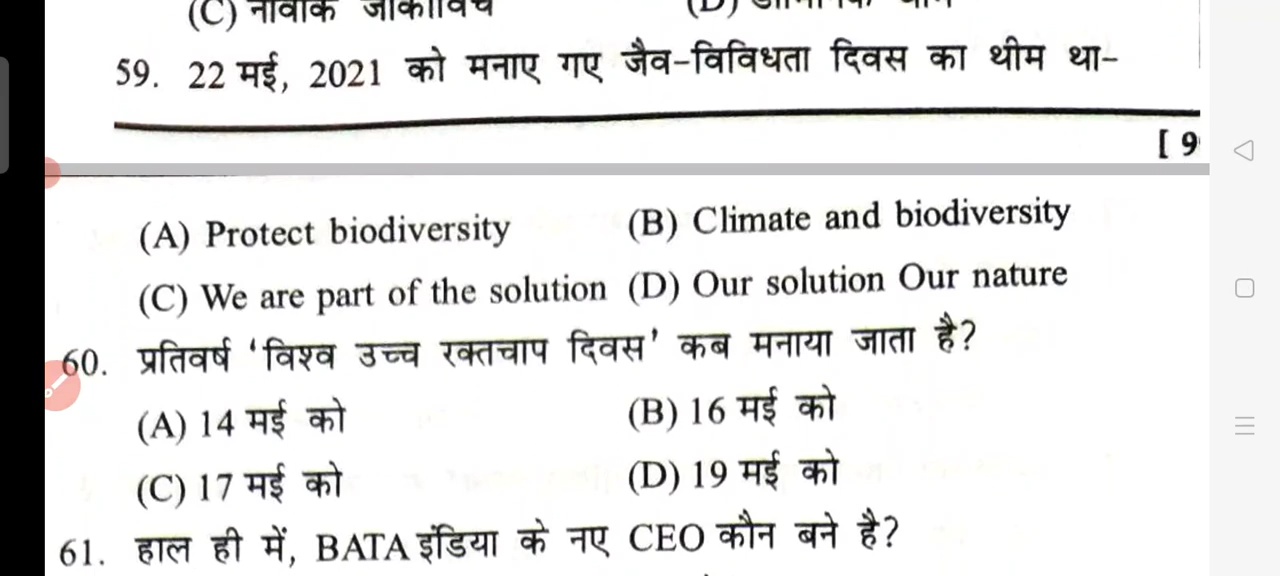 (C) नावीक जीकोविच
59. 22 मई, 2021 को मनाए गए जैव-विविधता दिवस का थीम था-
[ 9
(A) Protect biodiversity (B) Climate and biodiversity
(C) We are part of the solution (D) Our solution Our nature
60. प्रतिवर्ष 'विश्व उच्च रक्तचाप दिवस' कब मनाया जाता है?
(A) 14 मई को (B) 16 मई को
(C) 17 मई को (D) 19 मई को
61. हाल ही में, BATA इंडिया के नए CEO कौन बने है?